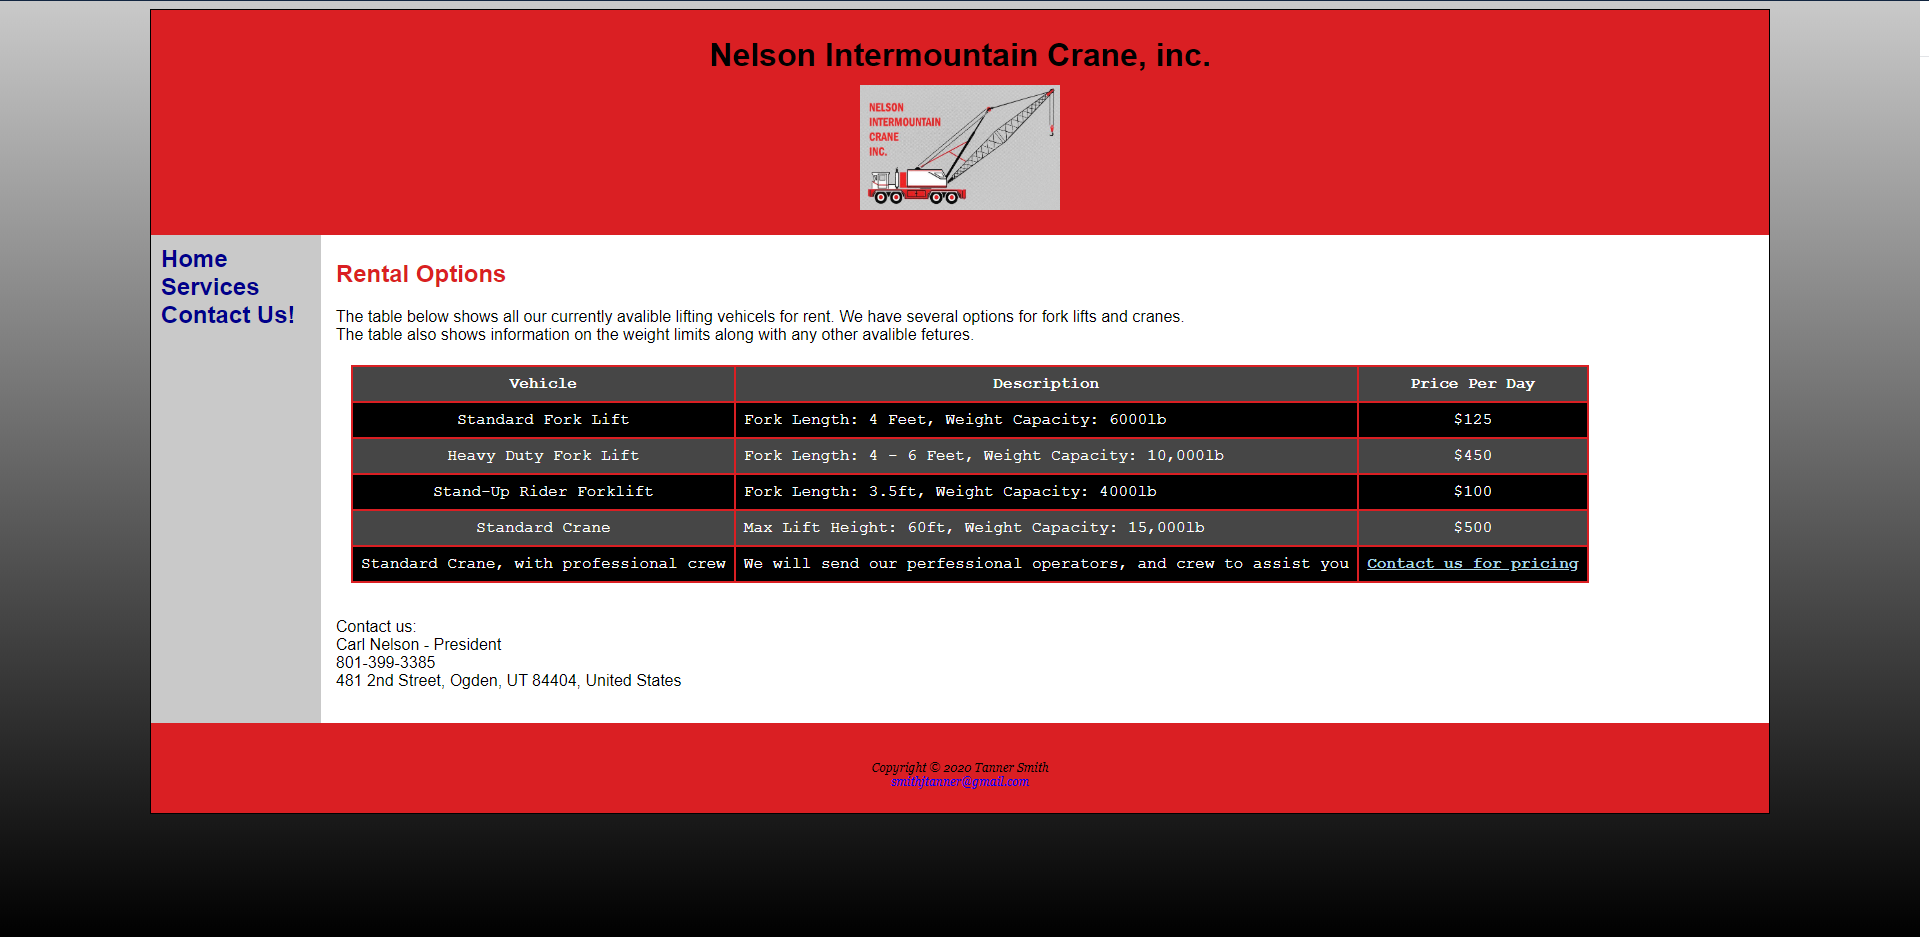 Nelson Intermountain Crane, inc.
NELSON
INTERMOUNTAIN
CRANE
INC.
Home
Services
Contact Us!
Rental Options
The table below shows all our currently avalible lifting vehicels for rent. We have several options for fork lifts and cranes.
The table also shows information on the weight limits along with any other avalible fetures.
Vehicle Description Price Per Day
Standard Fork Lift Fork Length: 4 Feet, Weight Capacity: 6000lb $125
Heavy Duty Fork Lift Fork Length: 4 - 6 Feet, Weight Capacity: 10,000lb $450
Stand-Up Rider Forklift Fork Length: 3.5ft, Weight Capacity: 4000lb $100
Standard Crane Max Lift Height: 60ft, Weight Capacity: 15,000lb $500
Standard Crane, with professional crew We will send our perfessional operators, and crew to assist you Contact us for pricing
Contact us:
Carl Nelson - President
801-399-3385
481 2nd Street, Ogden, UT 84404, United States
Copyright © 2020 Tanner Smith
smithjtanner@gmail.com